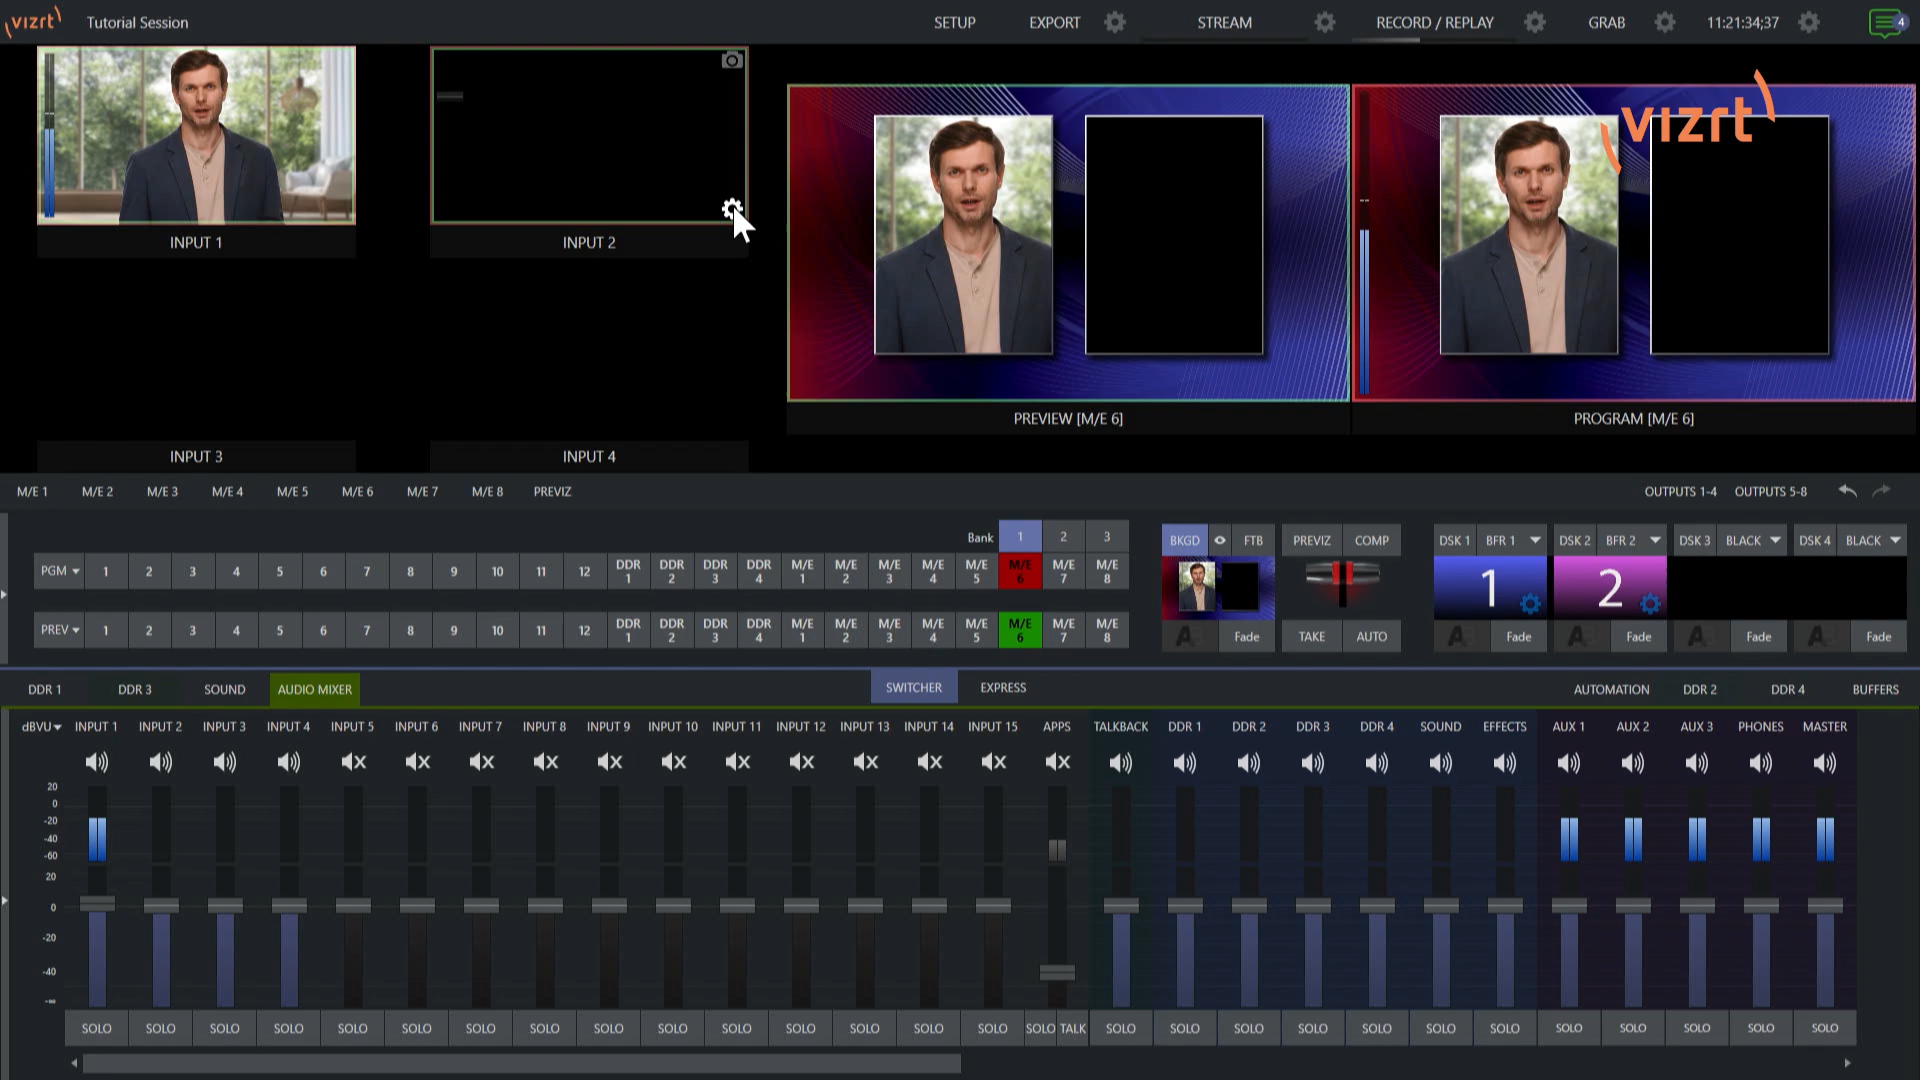 vizrt
Tutorial Session
SETUP
EXPORT
STREAM
RECORD / REPLAY
GRAB
11:21:34;37
4
vizrt
INPUT 1
INPUT 2
PREVIEW [M/E 6]
PROGRAM [M/E 6]
INPUT 3
INPUT 4
M/E 1
M/E 2
M/E 3
M/E 4
M/E 5
M/E 6
M/E 7
M/E 8
PREVIZ
OUTPUTS 1-4
OUTPUTS 5-8
Bank 1 2 3
PGM 1 2 3 4 5 6 7 8 9 10 11 12 DDR 1 DDR 2 DDR 3 DDR 4 M/E 1 M/E 2 M/E 3 M/E 4 M/E 5 M/E 6 M/E 7 M/E 8
PREV 1 2 3 4 5 6 7 8 9 10 11 12 DDR 1 DDR 2 DDR 3 DDR 4 M/E 1 M/E 2 M/E 3 M/E 4 M/E 5 M/E 6 M/E 7 M/E 8
BKGD
FTB
Fade
PREVIZ
COMP
TAKE
AUTO
DSK 1 BFR 1
1
Fade
DSK 2 BFR 2
2
Fade
DSK 3 BLACK
Fade
DSK 4 BLACK
Fade
DDR 1
DDR 3
SOUND
AUDIO MIXER
SWITCHER
EXPRESS
AUTOMATION
DDR 2
DDR 4
BUFFERS
dBVU INPUT 1 INPUT 2 INPUT 3 INPUT 4 INPUT 5 INPUT 6 INPUT 7 INPUT 8 INPUT 9 INPUT 10 INPUT 11 INPUT 12 INPUT 13 INPUT 14 INPUT 15 APPS TALKBACK DDR 1 DDR 2 DDR 3 DDR 4 SOUND EFFECTS AUX 1 AUX 2 AUX 3 PHONES MASTER
20
0
-20
-40
-60
20
0
-20
-40
-∞
SOLO SOLO SOLO SOLO SOLO SOLO SOLO SOLO SOLO SOLO SOLO SOLO SOLO SOLO SOLO SOLO TALK SOLO SOLO SOLO SOLO SOLO SOLO SOLO SOLO SOLO SOLO SOLO SOLO